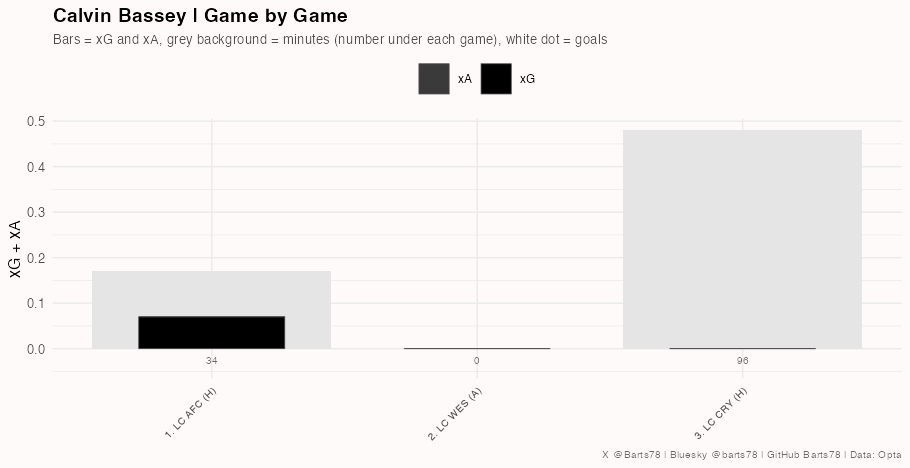 Calvin Bassey | Game by Game
Bars = xG and xA, grey background = minutes (number under each game), white dot = goals
xA xG
xG + xA
0.5
0.4
0.3
0.2
0.1
0.0
34 0 96
1. LC AFC (H)
2. LC WES (A)
3. LC CRY (H)
X @Barts78 | Bluesky @barts78 | GitHub Barts78 | Data: Opta